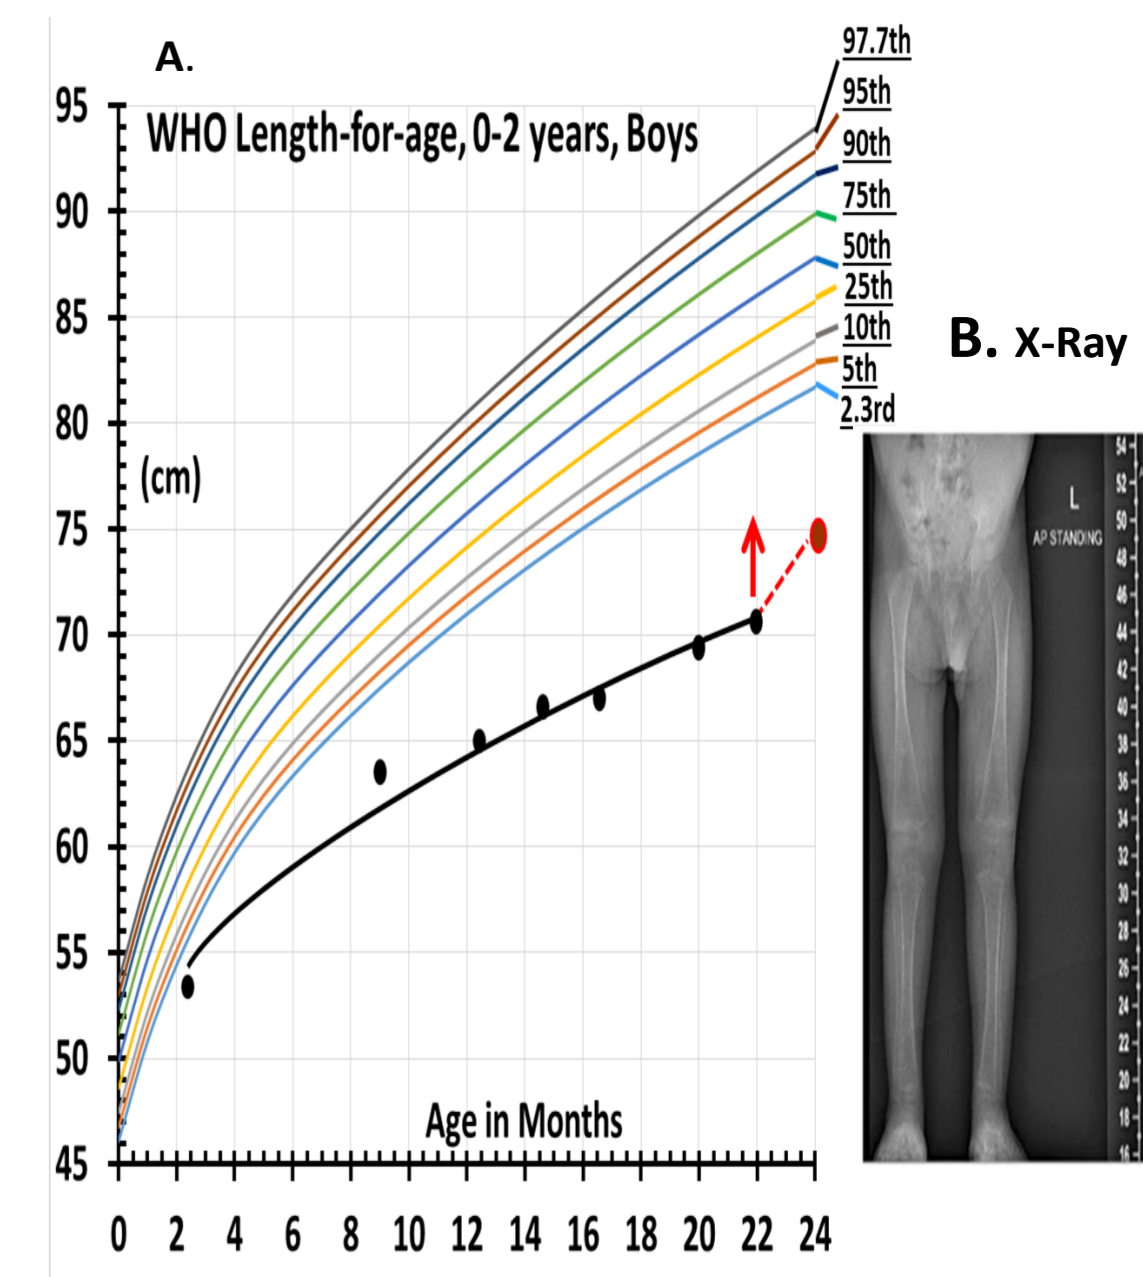 A.
WHO Length-for-age, 0-2 years, Boys
97.7th
95th
90th
75th
50th
25th
10th
5th
2.3rd
95
90
85
80
(cm)
75
70
65
60
55
50
45
Age in Months
0 2 4 6 8 10 12 14 16 18 20 22 24
B. X-Ray
L
AP STANDING
54
52
50
48
46
44
42
40
38
36
34
32
30
28
26
24
22
20
18
16